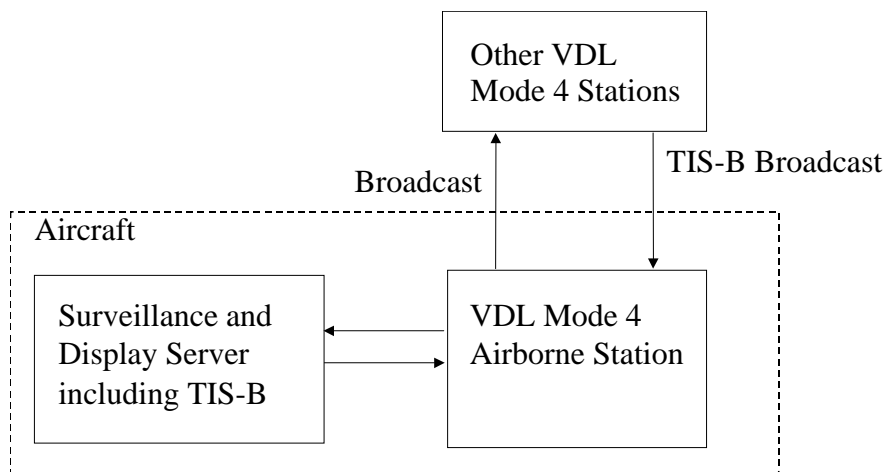 Other VDL
Mode 4 Stations
Broadcast
TIS-B Broadcast
Aircraft
Surveillance and
Display Server
including TIS-B
VDL Mode 4
Airborne Station